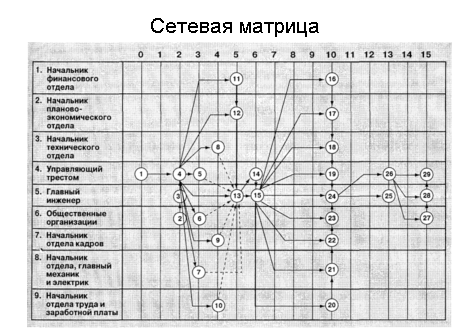 Сетевая матрица
0 1 2 3 4 5 6 7 8 9 10 11 12 13 14 15
1. Начальник
финансового
отдела
11 16
2. Начальник
планово-
экономического
отдела
12 17
3. Начальник
технического
отдела
8 18
4. Управляющий
трестом
1 4 5 14 19 26 29
5. Главный
инженер
3 13 15 24 25 28
6. Общественные
организации
2 6 23 27
7. Начальник
отдела кадров
9 22
8. Начальник
отдела, главный
механик
и электрик
7 21
9. Начальник
отдела труда и
заработной платы
10 20